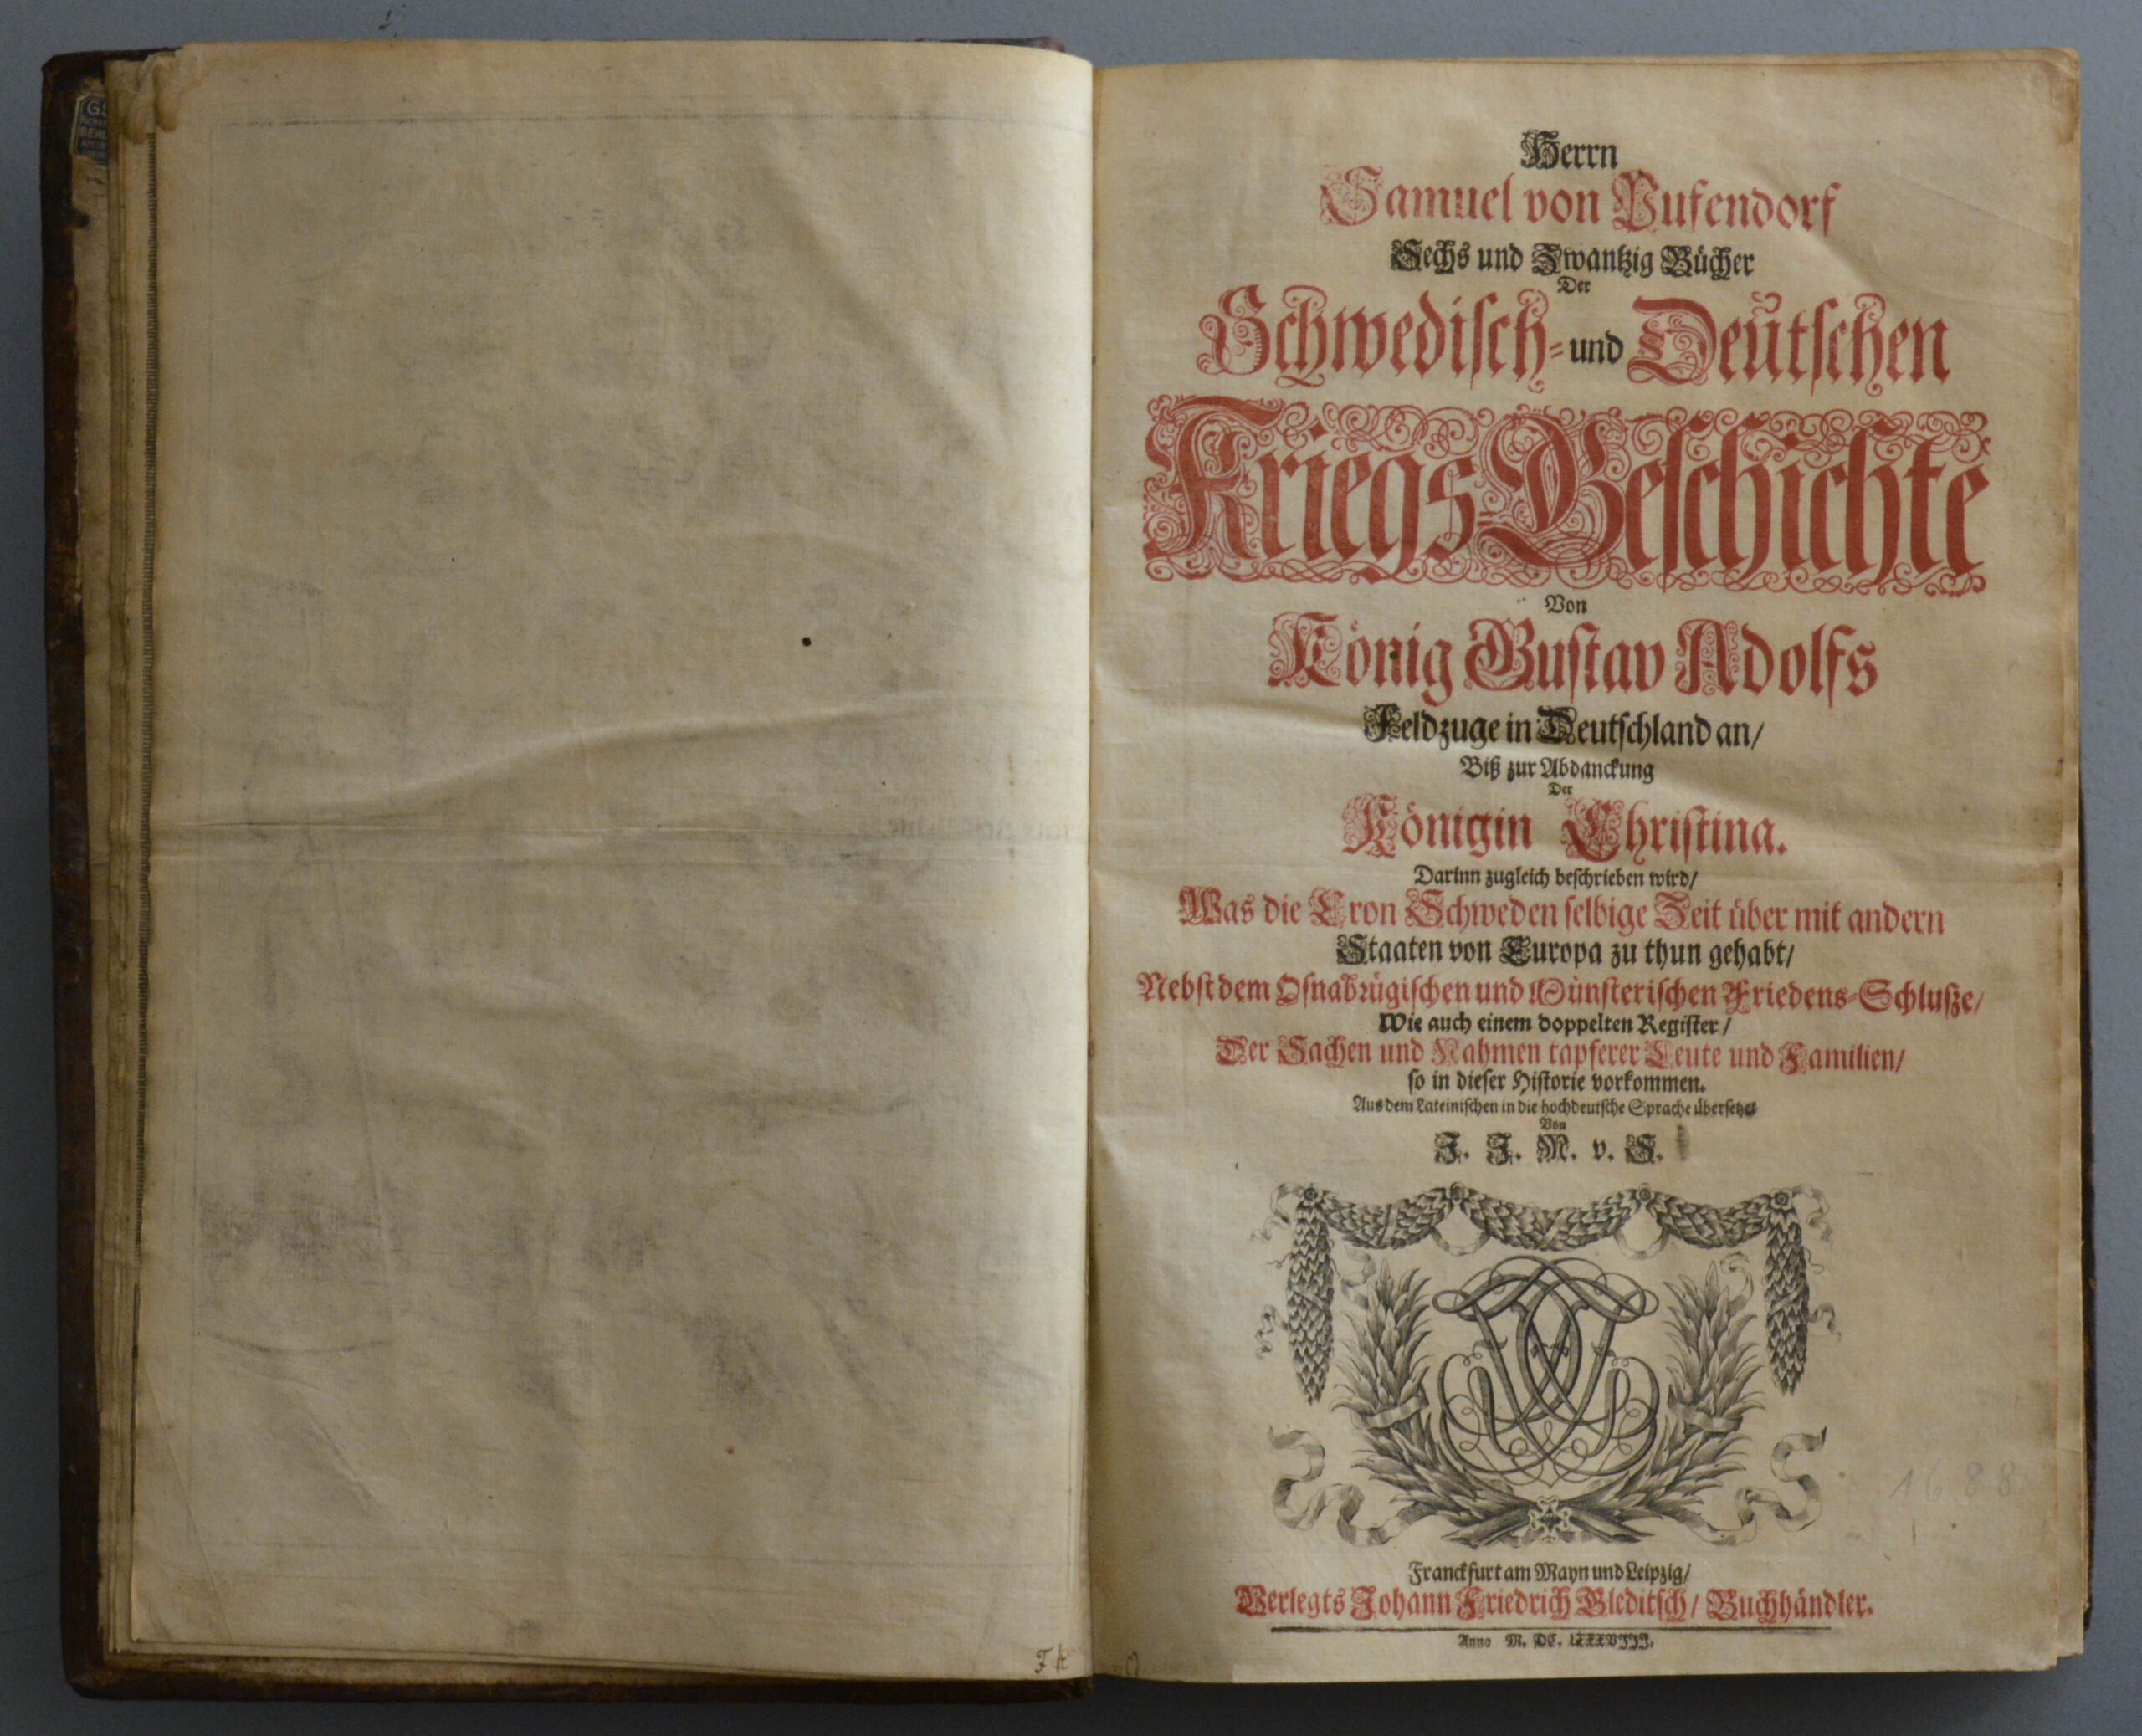 GS
BERL
Herrn
Samuel von Pufendorf
Sechs und Zwantzig Bücher
Der
Schwedisch- und Deütschen
Kriegs-Geschichte
Von
König Gustav Adolfs
Feldzuge in Deutschland an/
Biß zur Abdanckung
Der
Königin Christina.
Darinn zugleich beschrieben wird/
Was die Cron Schweden selbige Zeit über mit andern
Staaten von Europa zu thun gehabt/
Nebst dem Osnabrügischen und Münsterischen Friedens-Schlusze/
Wie auch einem doppelten Register/
Der Sachen und Nahmen tapferer Leute und Familien/
so in dieser Historie vorkommen.
Aus dem Lateinischen in die hochdeutsche Sprache übersetzet
Von
J. J. M. v. S.
1688
Franckfurt am Mayn und Leipzig/
Verlegts Johann Friedrich Gleditsch/ Buchhändler.
Anno M. DC. LXXXVIII.